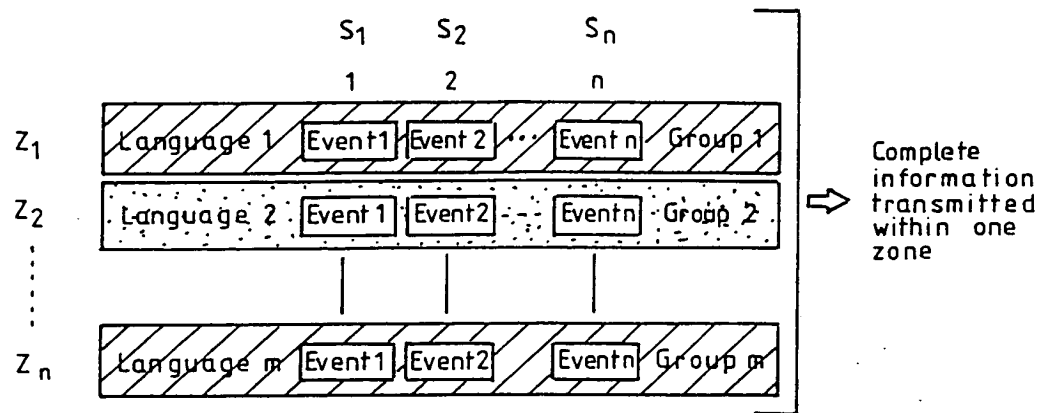 S1 S2 Sn
1 2 n
Z1 Language 1 Event1 Event 2 ... Event n Group 1
Z2 Language 2 Event 1 Event2 --- Eventn Group 2
Zn Language m Event1 Event2 Eventn Group m
Complete
information
transmitted
within one
zone